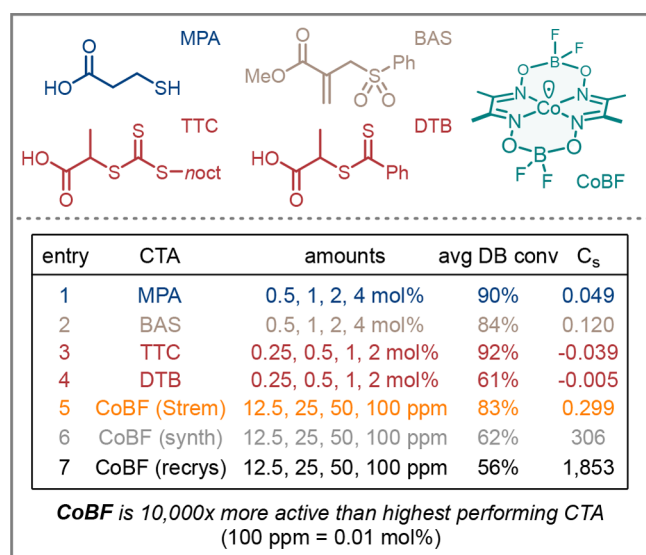 MPA
O
HO
SH
BAS
O
MeO
S
Ph
O
O
F
F
B
O
O
N
N
Co
N
N
O
O
B
F
F
CoBF
TTC
O
HO
S
S
S
noct
DTB
O
HO
S
S
Ph
entry CTA amounts avg DB conv Cs
1 MPA 0.5, 1, 2, 4 mol% 90% 0.049
2 BAS 0.5, 1, 2, 4 mol% 84% 0.120
3 TTC 0.25, 0.5, 1, 2 mol% 92% -0.039
4 DTB 0.25, 0.5, 1, 2 mol% 61% -0.005
5 CoBF (Strem) 12.5, 25, 50, 100 ppm 83% 0.299
6 CoBF (synth) 12.5, 25, 50, 100 ppm 62% 306
7 CoBF (recrys) 12.5, 25, 50, 100 ppm 56% 1,853
CoBF is 10,000x more active than highest performing CTA
(100 ppm = 0.01 mol%)